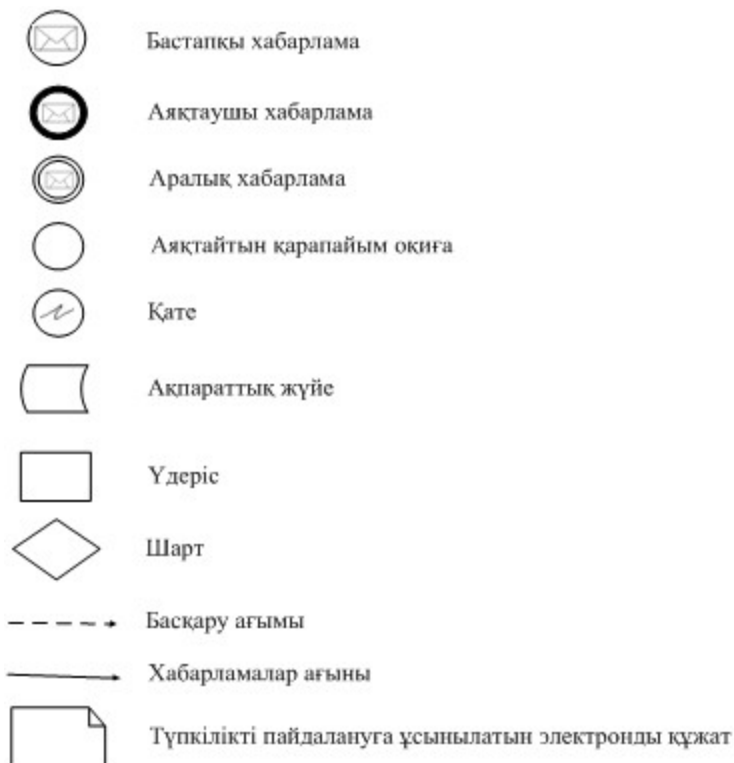 Бастапқы хабарлама
Аяқтаушы хабарлама
Аралық хабарлама
Аяқтайтын қарапайым оқиға
Қате
Ақпараттық жүйе
Үдеріс
Шарт
Басқару ағымы
Хабарламалар ағыны
Түпкілікті пайдалануға ұсынылатын электронды құжат